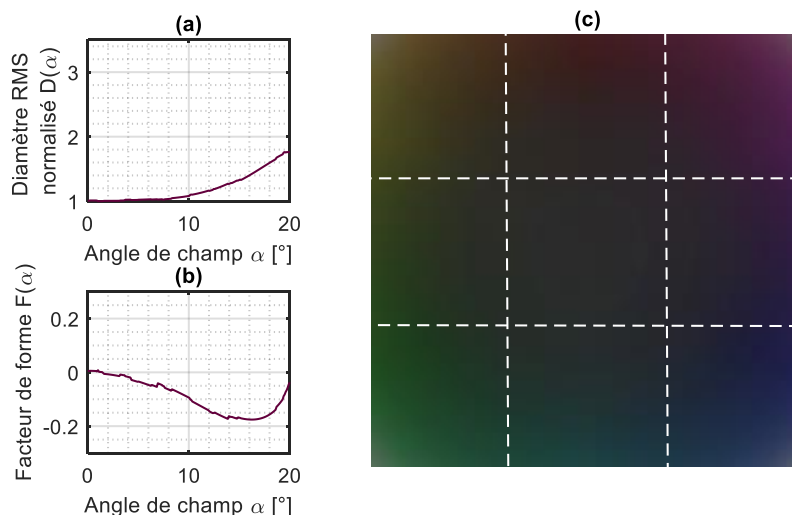 (a)
3
2
1
0
10
20
Diamètre RMS
normalisé D(α)
Angle de champ α [°]
(b)
0.2
0
-0.2
0
10
20
Facteur de forme F(α)
Angle de champ α [°]
(c)